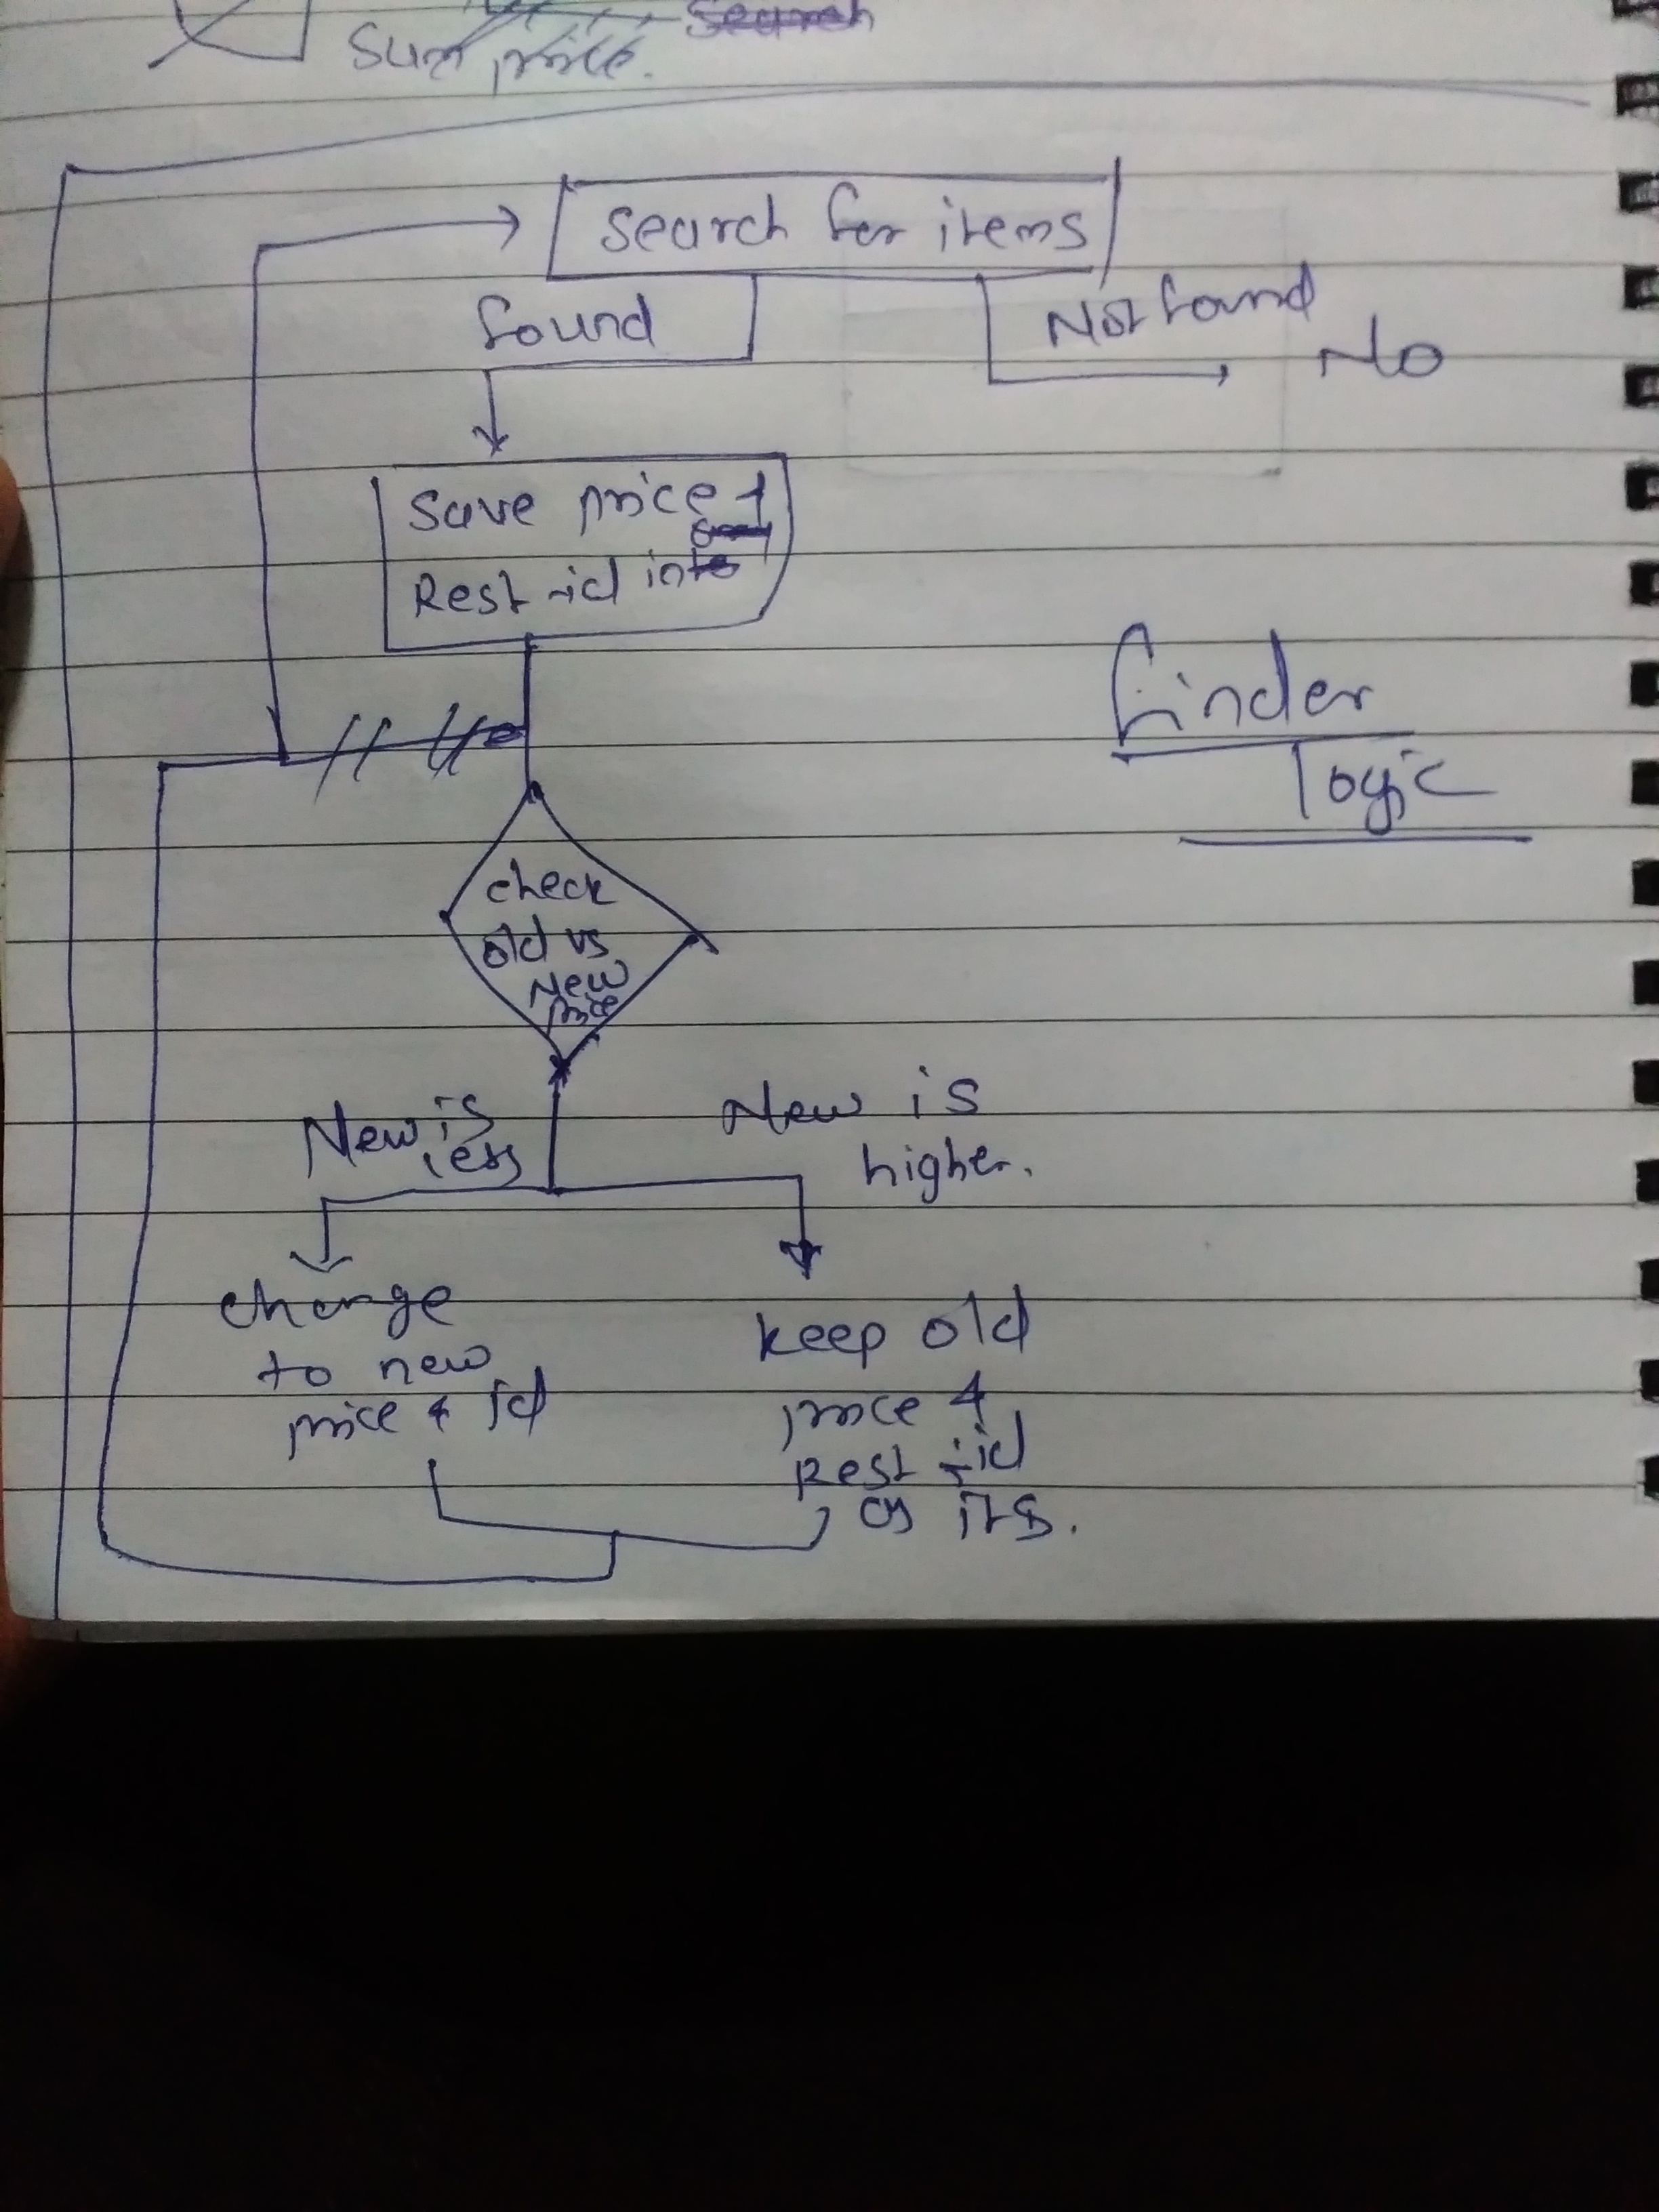 Sum price.
Search
Search for items
found
Not found
No
Save price &
Rest-id into
finder
logic
check
old vs
New
price
New is
less
New is
higher.
change
to new
price & id
keep old
price &
Rest-id
as its.